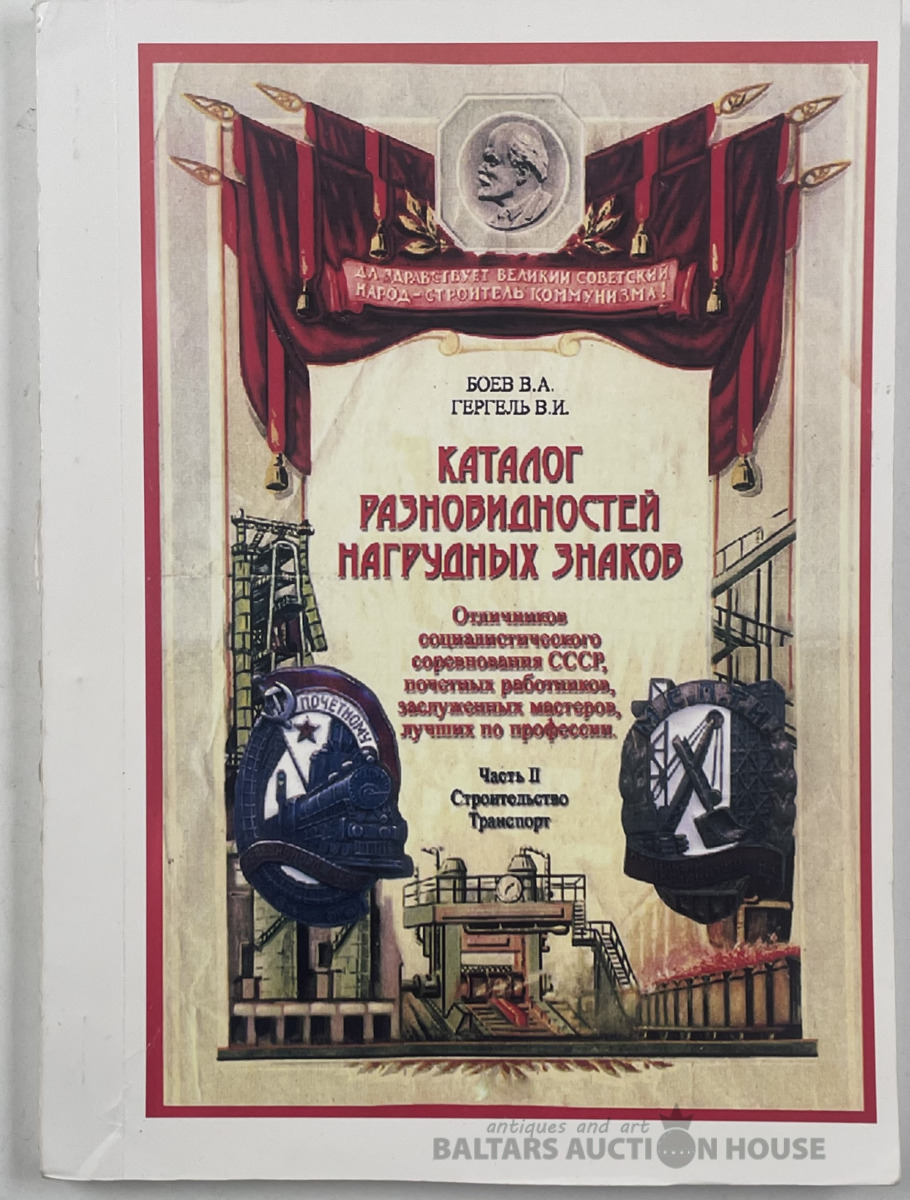 ДА ЗДРАВСТВУЕТ ВЕЛИКИЙ СОВЕТСКИЙ
НАРОД-СТРОИТЕЛЬ КОММУНИЗМА!
БОЕВ В.А.
ГЕРГЕЛЬ В.И.
КАТАЛОГ
РАЗНОВИДНОСТЕЙ
НАГРУДНЫХ ЗНАКОВ
Отличников
социалистического
соревнования СССР,
почетных работников,
заслуженных мастеров,
лучших по профессии.
ПОЧЕТНОМУ
Часть II
Строительство
Транспорт
antiques and art
BALTARS AUCTION HOUSE